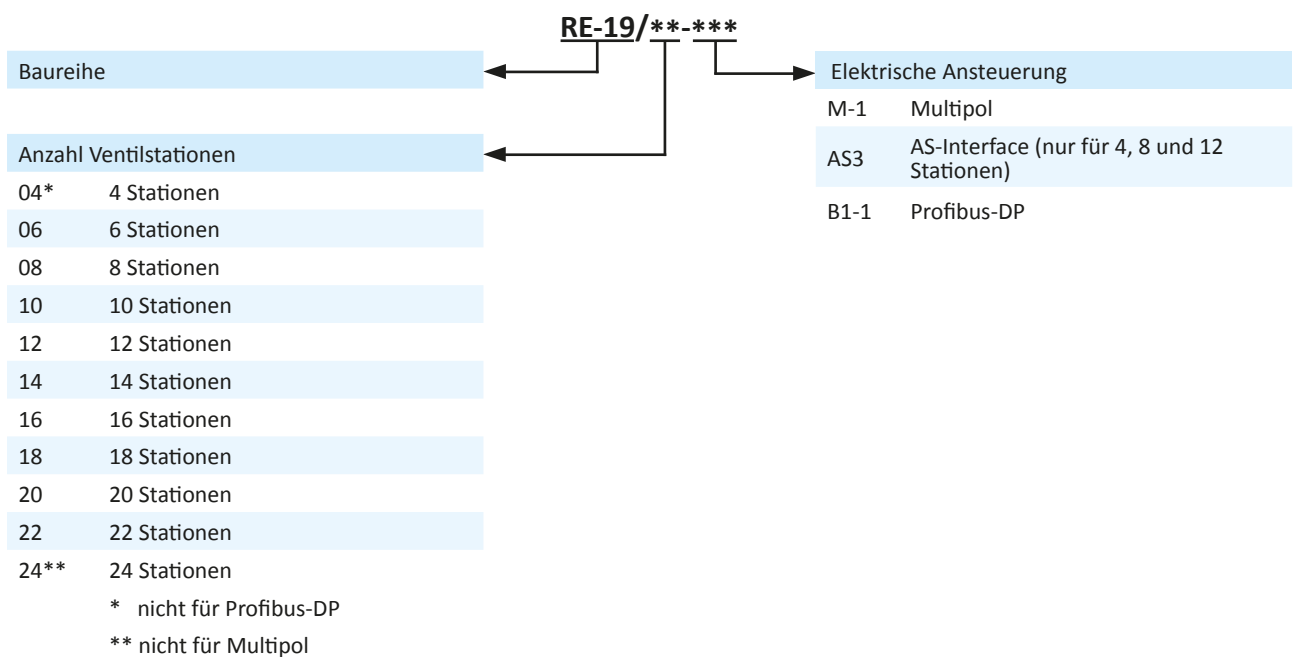 RE-19/**-***
Baureihe
Anzahl Ventilstationen
04* 4 Stationen
06 6 Stationen
08 8 Stationen
10 10 Stationen
12 12 Stationen
14 14 Stationen
16 16 Stationen
18 18 Stationen
20 20 Stationen
22 22 Stationen
24** 24 Stationen
* nicht für Profibus-DP
** nicht für Multipol
Elektrische Ansteuerung
M-1 Multipol
AS3 AS-Interface (nur für 4, 8 und 12
Stationen)
B1-1 Profibus-DP